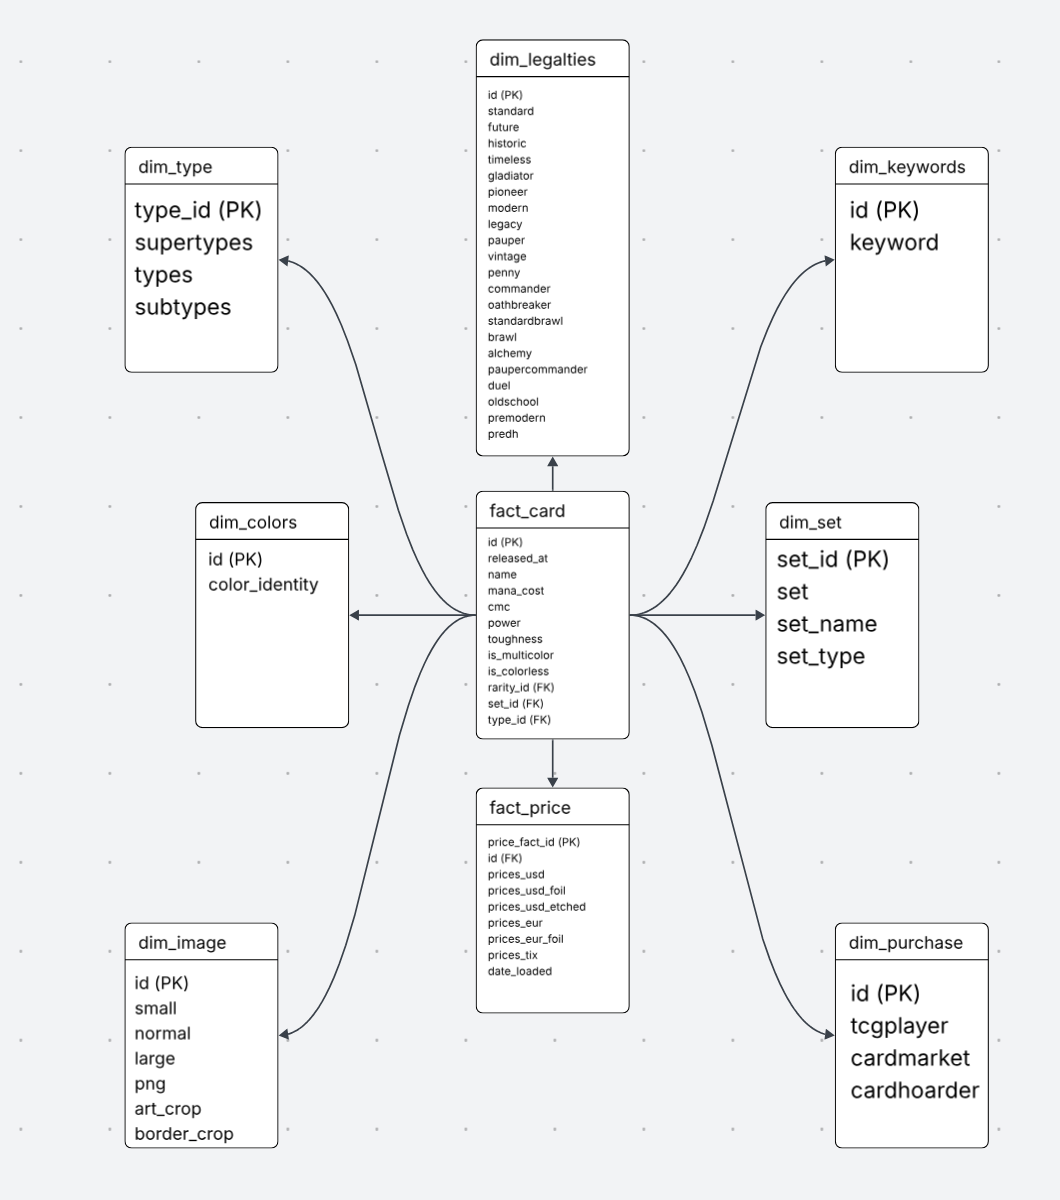 dim_legalties
id (PK)
standard
future
historic
timeless
gladiator
pioneer
modern
legacy
pauper
vintage
penny
commander
oathbreaker
standardbrawl
brawl
alchemy
paupercommander
duel
oldschool
premodern
predh
dim_type
type_id (PK)
supertypes
types
subtypes
dim_keywords
id (PK)
keyword
dim_colors
id (PK)
color_identity
fact_card
id (PK)
released_at
name
mana_cost
cmc
power
toughness
is_multicolor
is_colorless
rarity_id (FK)
set_id (FK)
type_id (FK)
dim_set
set_id (PK)
set
set_name
set_type
fact_price
price_fact_id (PK)
id (FK)
prices_usd
prices_usd_foil
prices_usd_etched
prices_eur
prices_eur_foil
prices_tix
date_loaded
dim_image
id (PK)
small
normal
large
png
art_crop
border_crop
dim_purchase
id (PK)
tcgplayer
cardmarket
cardhoarder